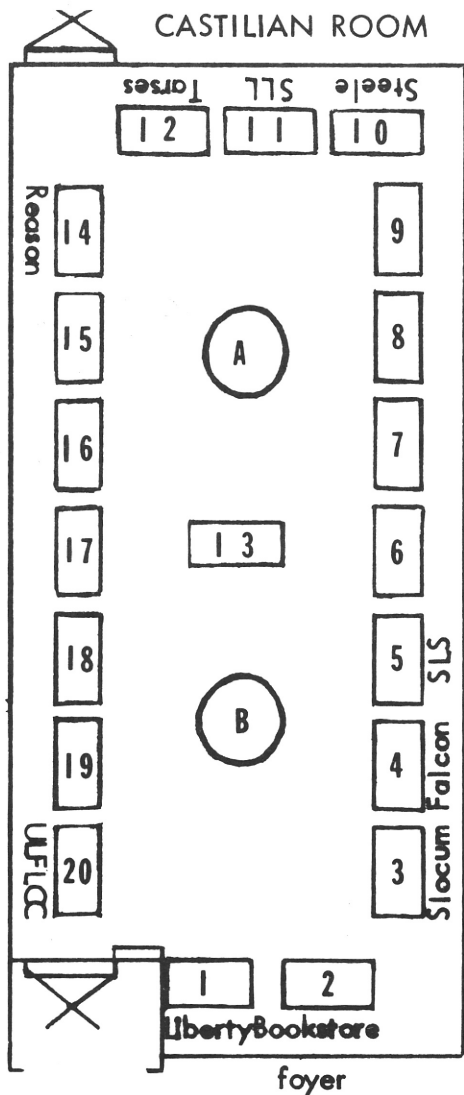 CASTILIAN ROOM
Tarses SLL Steele
12 11 10
Reason 14 9
15 A 8
16 7
17 13 6
18 5 SLS
19 B 4 Falcon
ULFLCC 20 3 Slocum
1 2
LibertyBookstore
foyer